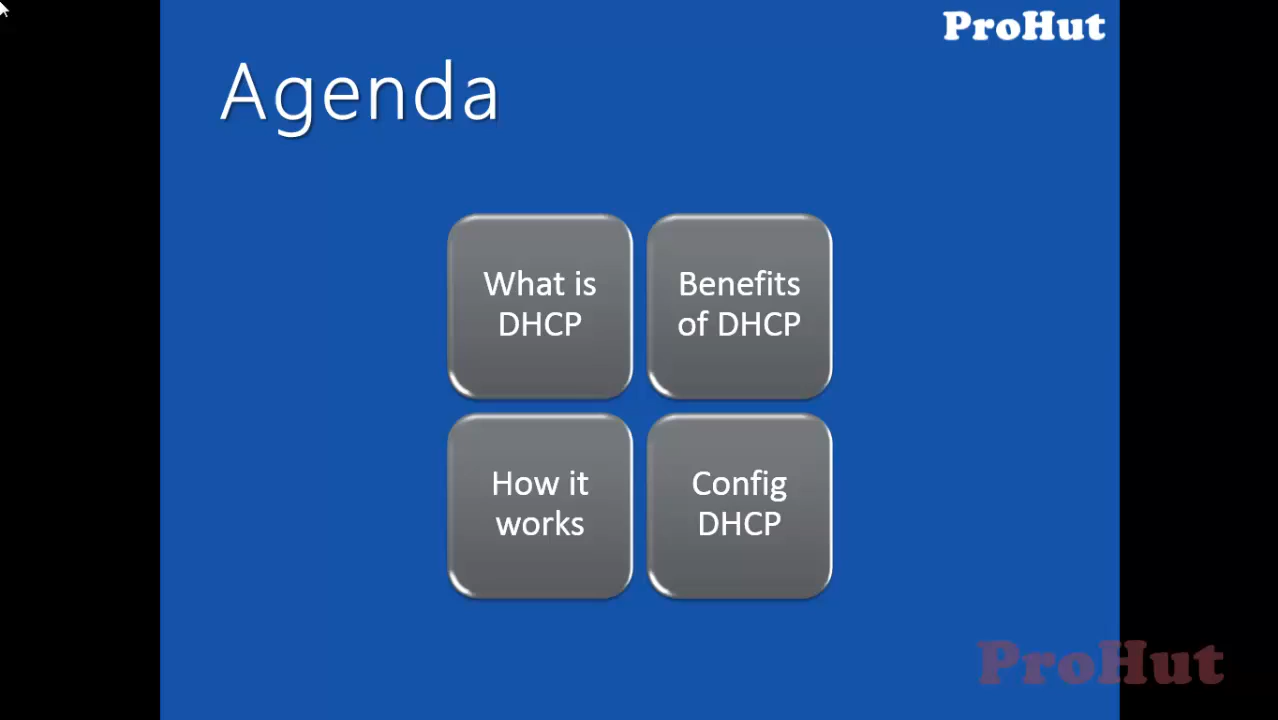 ProHut
Agenda
What is
DHCP
Benefits
of DHCP
How it
works
Config
DHCP
ProHut